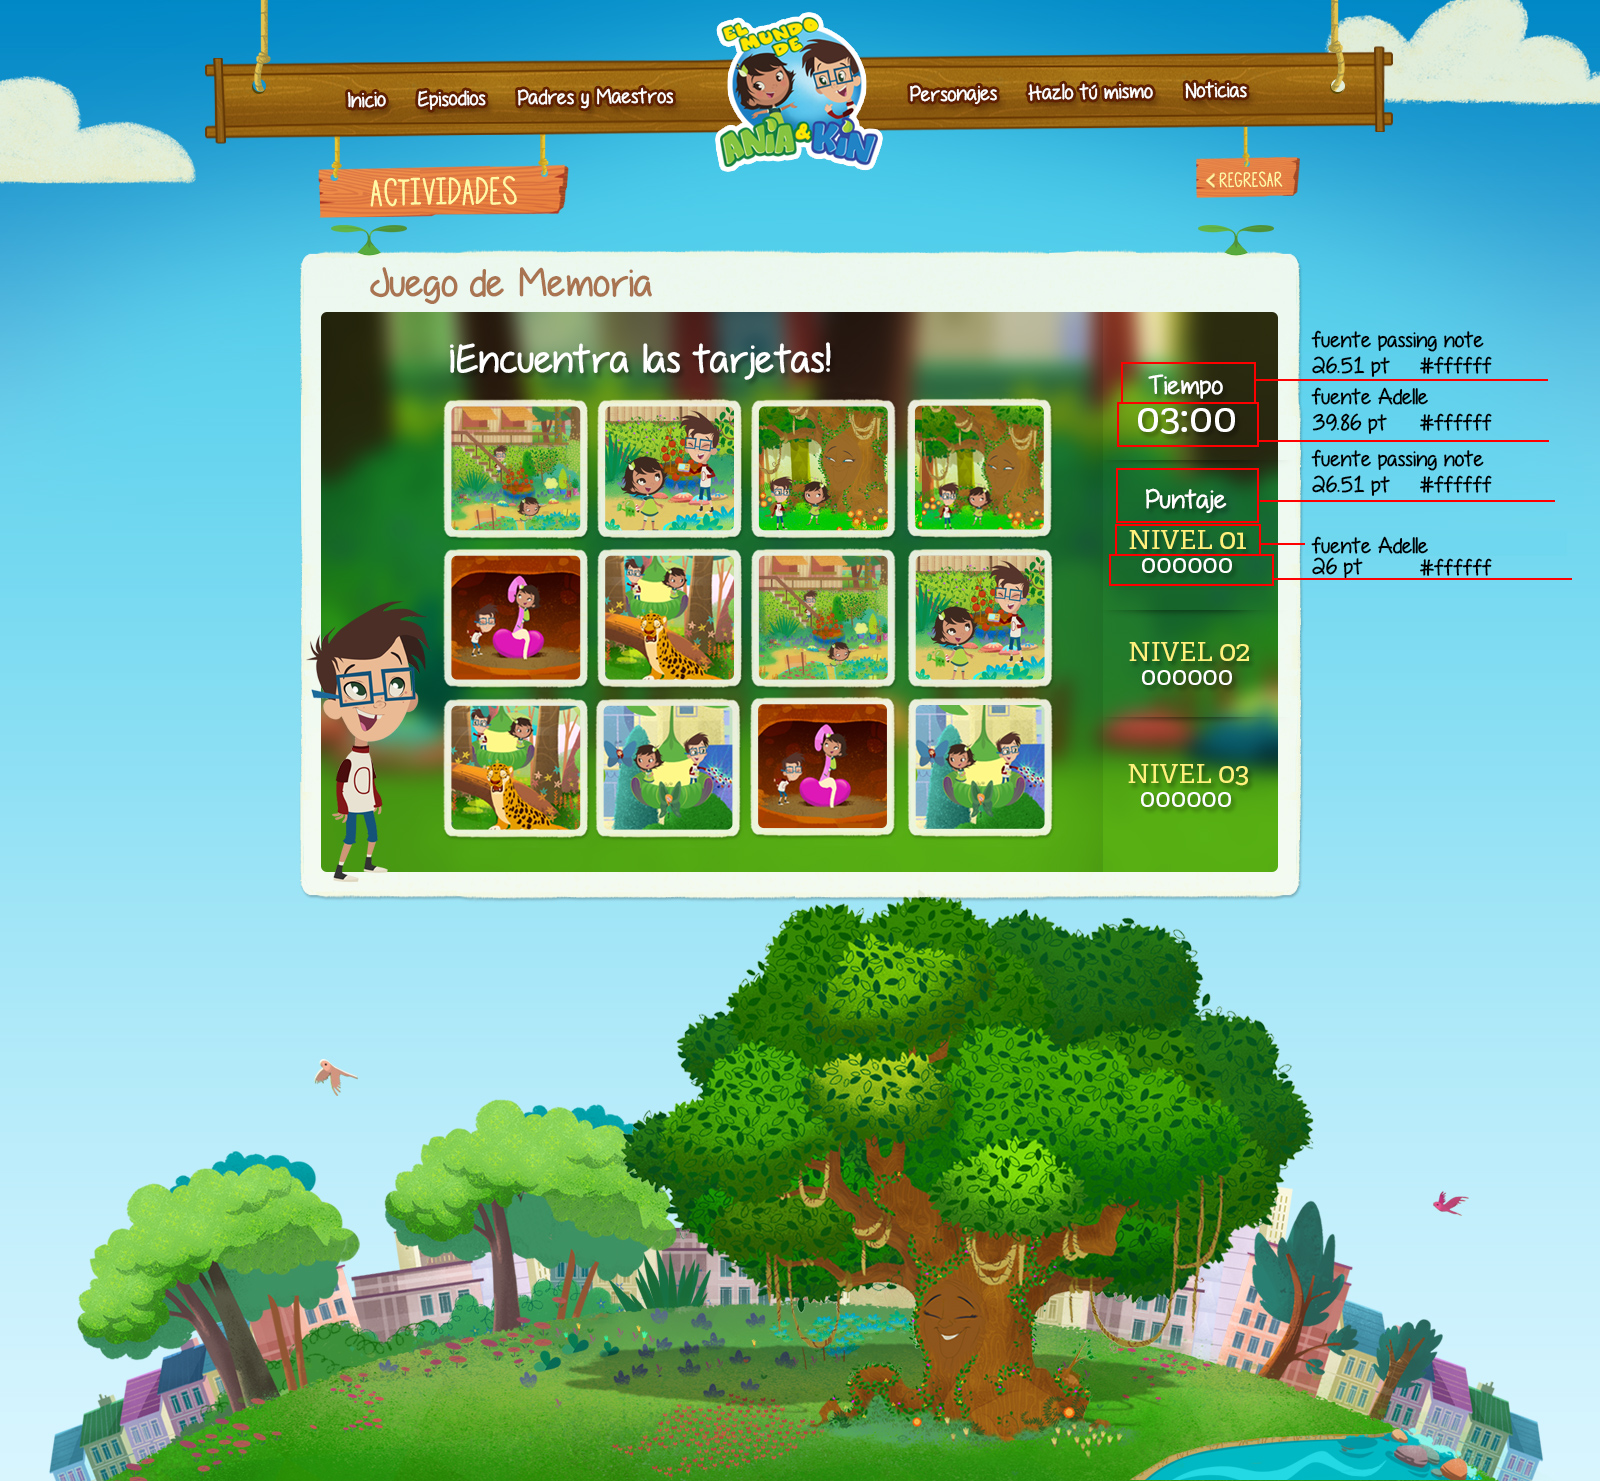 EL MUNDO DE
ANIA & KIN
Inicio Episodios Padres y Maestros
Personajes Hazlo tú mismo Noticias
ACTIVIDADES
< REGRESAR
Juego de Memoria
¡Encuentra las tarjetas!
Tiempo
03:00
Puntaje
NIVEL 01
000000
NIVEL 02
000000
NIVEL 03
000000
fuente passing note
26.51 pt #ffffff
fuente Adelle
39.86 pt #ffffff
fuente passing note
26.51 pt #ffffff
fuente Adelle
26 pt #ffffff